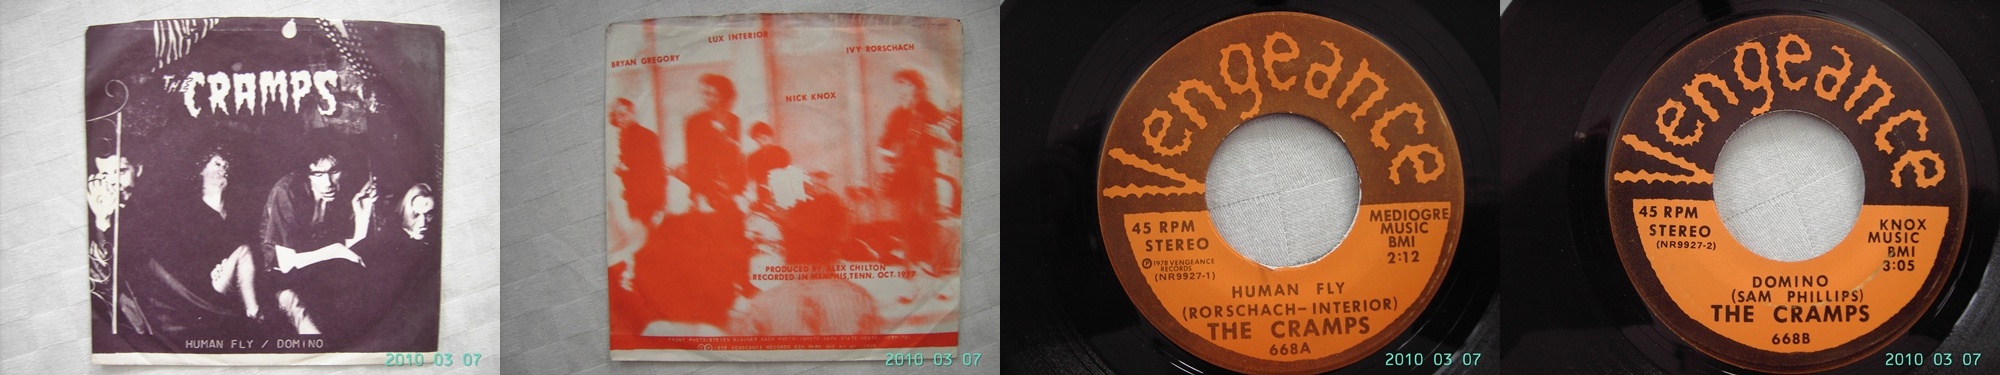 THE CRAMPS
HUMAN FLY / DOMINO
2010 03 07
LUX INTERIOR
IVY RORSCHACH
BRYAN GREGORY
NICK KNOX
PRODUCED BY ALEX CHILTON
RECORDED IN MEMPHIS, TENN. OCT. 1977
2010 03 07
Vengeance
45 RPM
STEREO
MEDIOGRE
MUSIC
BMI
2:12
℗ 1978 VENGEANCE
RECORDS
(NR9927-1)
HUMAN FLY
(RORSCHACH-INTERIOR)
THE CRAMPS
668A
2010 03 07
Vengeance
45 RPM
STEREO
(NR9927-2)
KNOX
MUSIC
BMI
3:05
DOMINO
(SAM PHILLIPS)
THE CRAMPS
668B
2010 03 07